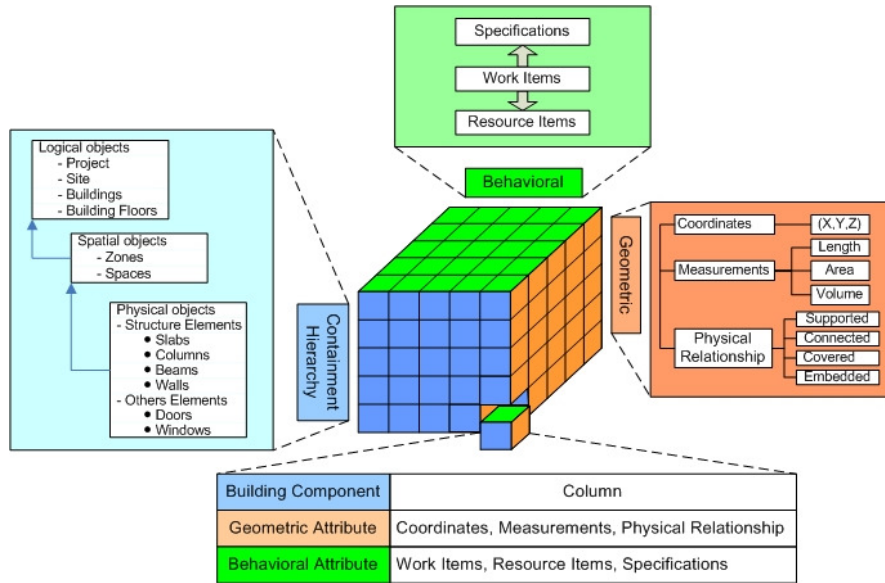 Specifications
Work Items
Resource Items
Behavioral
Logical objects
- Project
- Site
- Buildings
- Building Floors
Spatial objects
- Zones
- Spaces
Physical objects
- Structure Elements
• Slabs
• Columns
• Beams
• Walls
- Others Elements
• Doors
• Windows
Containment
Hierarchy
Geometric
Coordinates
(X,Y,Z)
Measurements
Length
Area
Volume
Physical
Relationship
Supported
Connected
Covered
Embedded
Building Component
Column
Geometric Attribute
Coordinates, Measurements, Physical Relationship
Behavioral Attribute
Work Items, Resource Items, Specifications